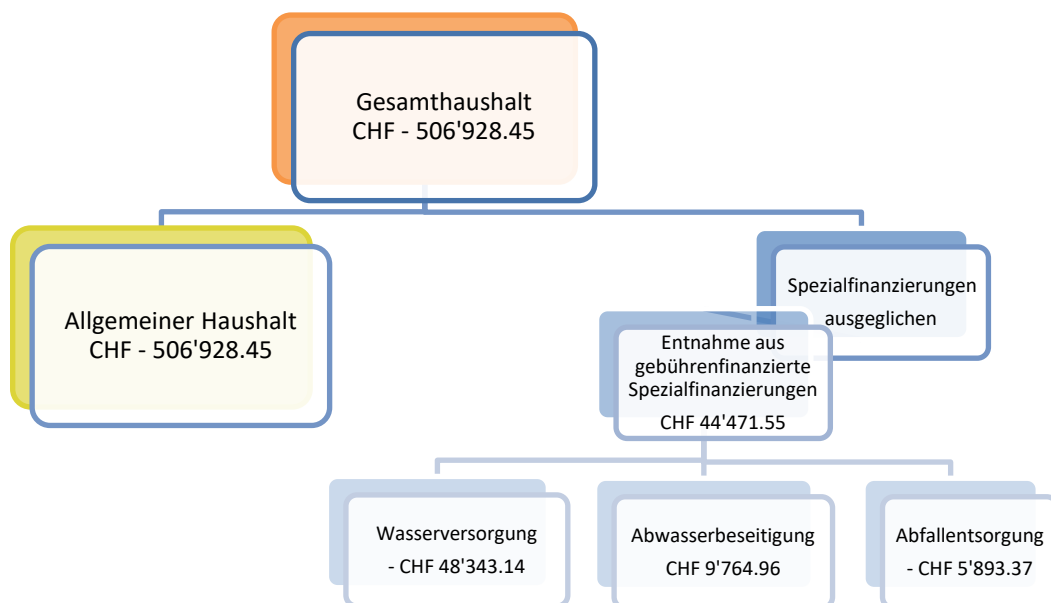 Gesamthaushalt
CHF - 506'928.45
Allgemeiner Haushalt
CHF - 506'928.45
Spezialfinanzierungen
ausgeglichen
Entnahme aus
gebührenfinanzierte
Spezialfinanzierungen
CHF 44'471.55
Wasserversorgung
- CHF 48'343.14
Abwasserbeseitigung
CHF 9'764.96
Abfallentsorgung
- CHF 5'893.37